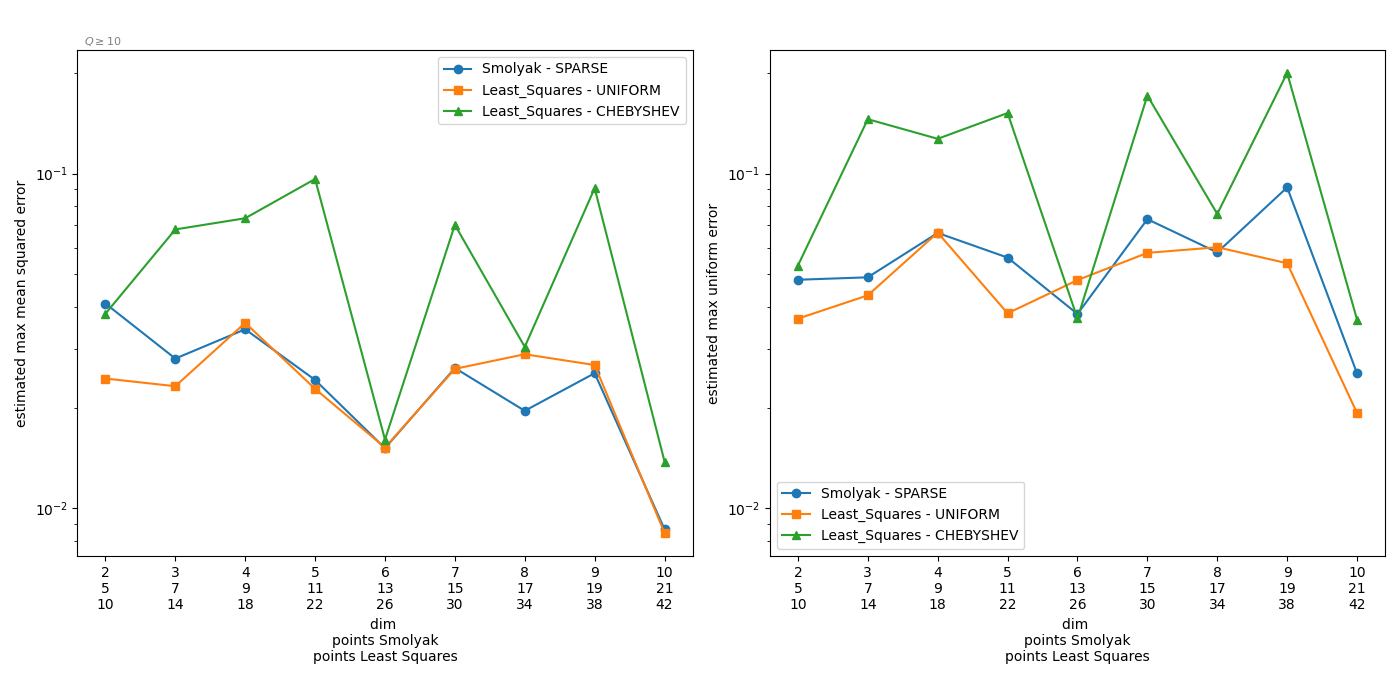 Q ≥ 10
Smolyak - SPARSE
Least_Squares - UNIFORM
Least_Squares - CHEBYSHEV
estimated max mean squared error
10⁻¹
10⁻²
2 3 4 5 6 7 8 9 10
5 7 9 11 13 15 17 19 21
10 14 18 22 26 30 34 38 42
dim
points Smolyak
points Least Squares
estimated max uniform error
10⁻¹
10⁻²
Smolyak - SPARSE
Least_Squares - UNIFORM
Least_Squares - CHEBYSHEV
2 3 4 5 6 7 8 9 10
5 7 9 11 13 15 17 19 21
10 14 18 22 26 30 34 38 42
dim
points Smolyak
points Least Squares